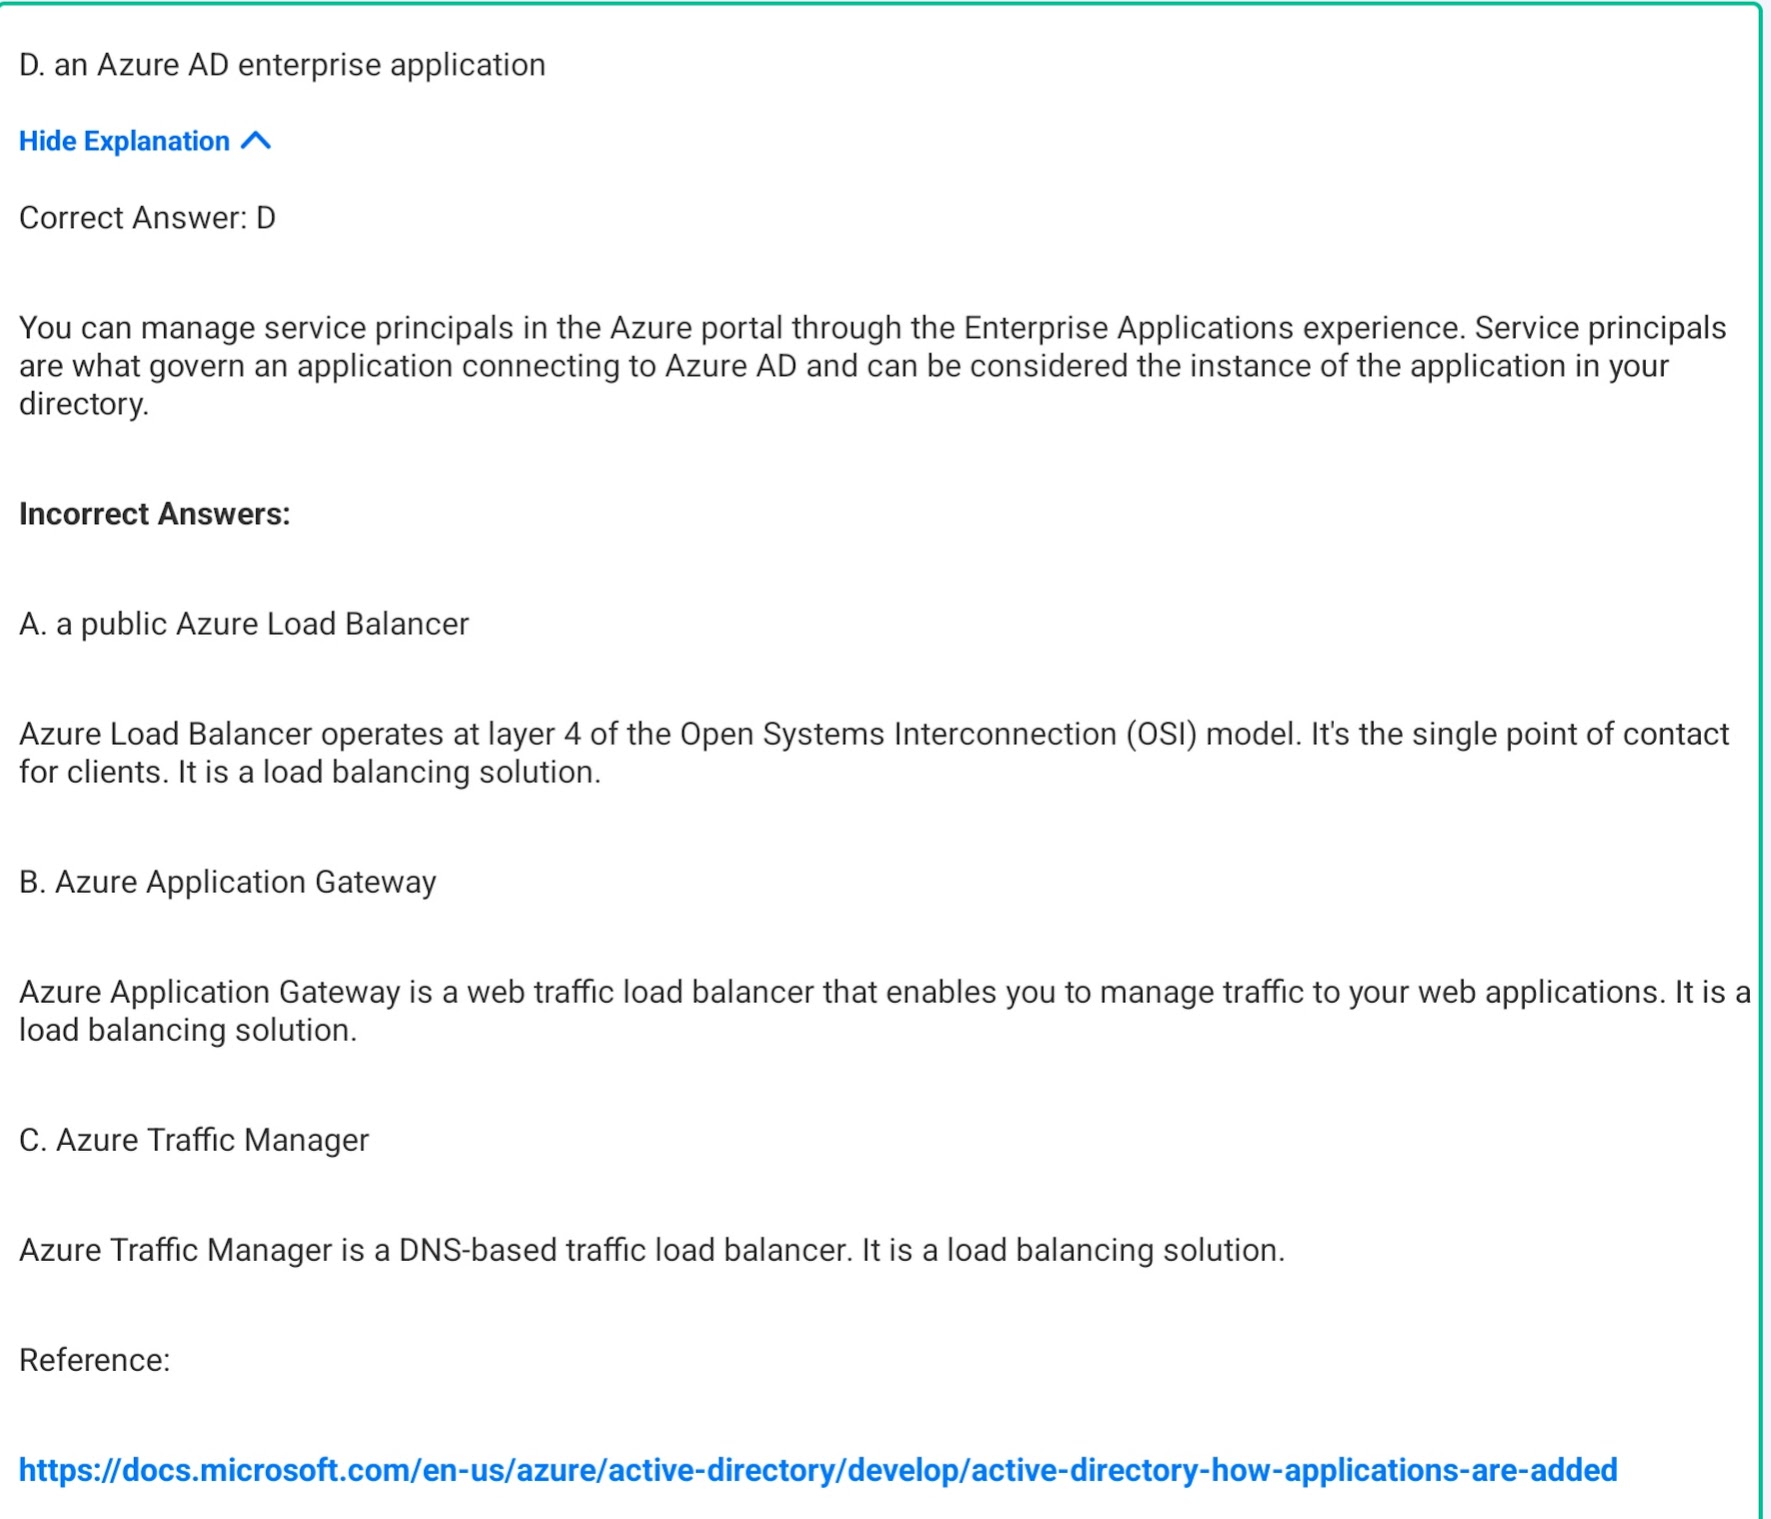 D. an Azure AD enterprise application
Hide Explanation
Correct Answer: D
You can manage service principals in the Azure portal through the Enterprise Applications experience. Service principals
are what govern an application connecting to Azure AD and can be considered the instance of the application in your
directory.
Incorrect Answers:
A. a public Azure Load Balancer
Azure Load Balancer operates at layer 4 of the Open Systems Interconnection (OSI) model. It's the single point of contact
for clients. It is a load balancing solution.
B. Azure Application Gateway
Azure Application Gateway is a web traffic load balancer that enables you to manage traffic to your web applications. It is a
load balancing solution.
C. Azure Traffic Manager
Azure Traffic Manager is a DNS-based traffic load balancer. It is a load balancing solution.
Reference:
https://docs.microsoft.com/en-us/azure/active-directory/develop/active-directory-how-applications-are-added